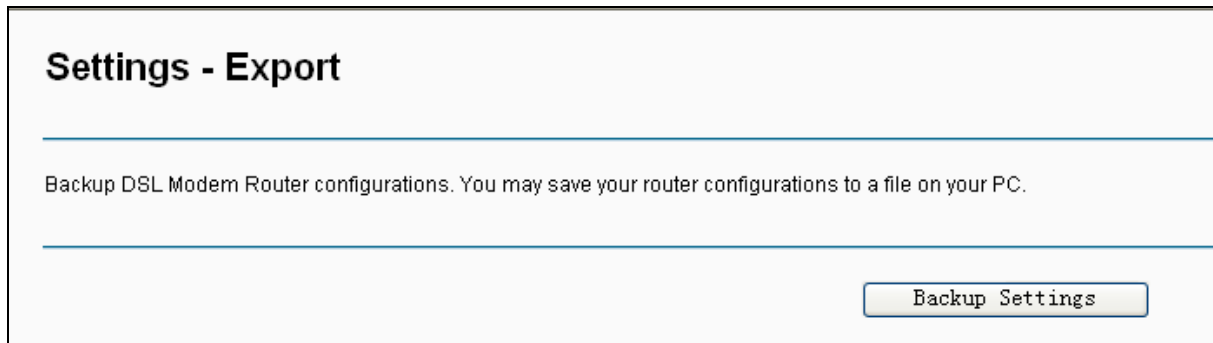 Settings - Export
Backup DSL Modem Router configurations. You may save your router configurations to a file on your PC.
Backup Settings